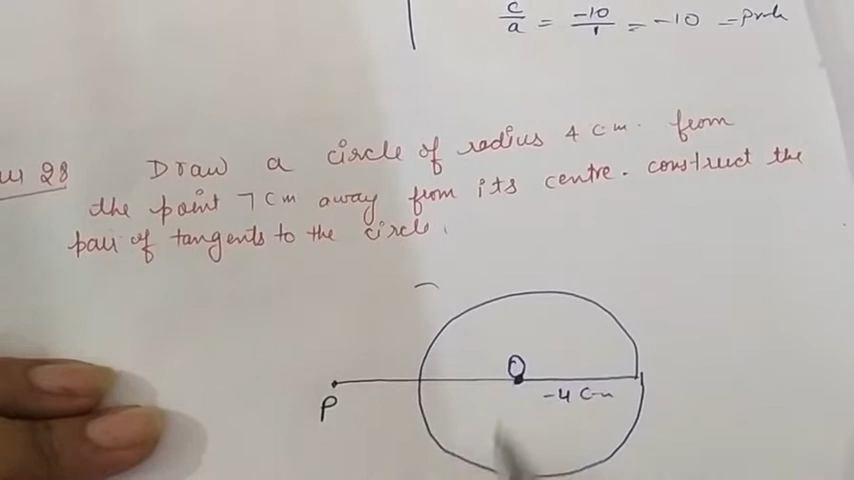 c/a = -10/1 = -10 -
28 Draw a circle of radius 4 cm. from
the point 7 cm away from its centre. construct the
pair of tangents to the circle.
O
-4 cm
P